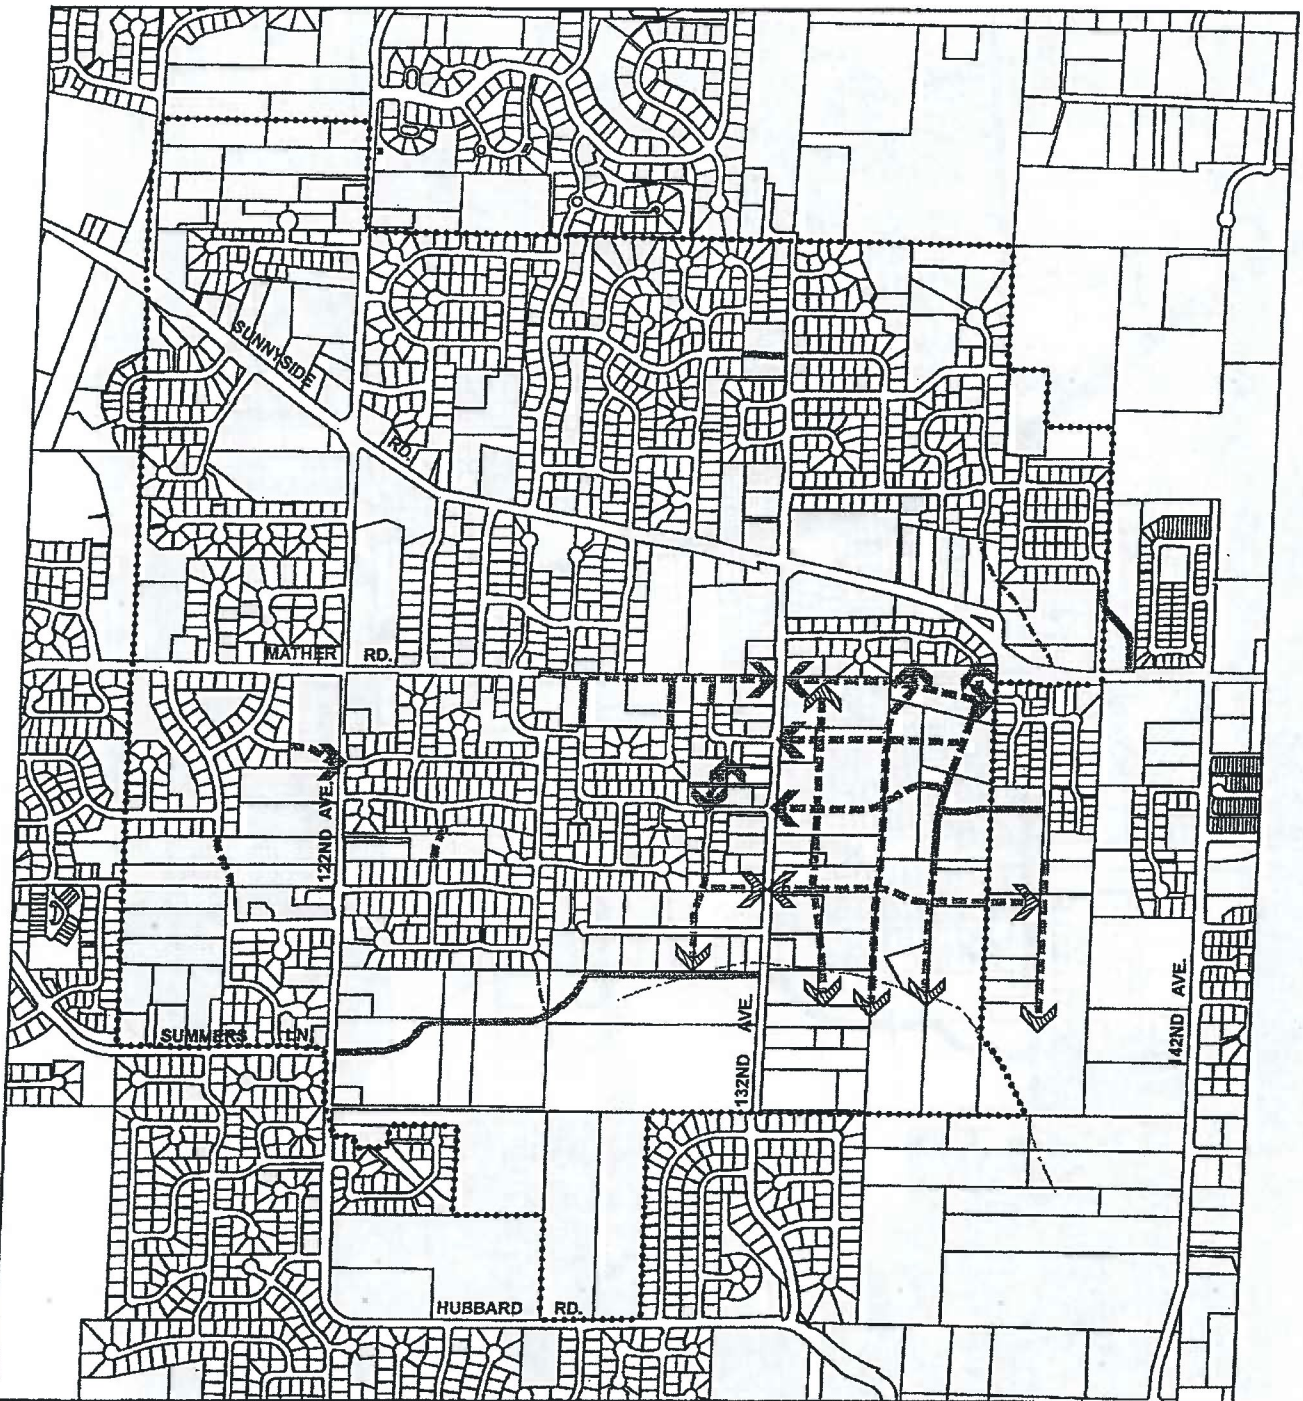 SUNNYSIDE
RD.
MATHER RD.
122ND AVE.
SUMMERS LN.
132ND AVE.
142ND AVE.
HUBBARD RD.